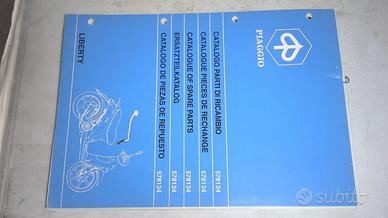 PIAGGIO
CATALOGO PARTI DI RICAMBIO 578134
CATALOGUE PIECES DE RECHANGE 578134
CATALOGUE OF SPARE PARTS 578134
ERSATZTEILKATALOG 578134
CATALOGO DE PIEZAS DE REPUESTO 578134
LIBERTY
subito